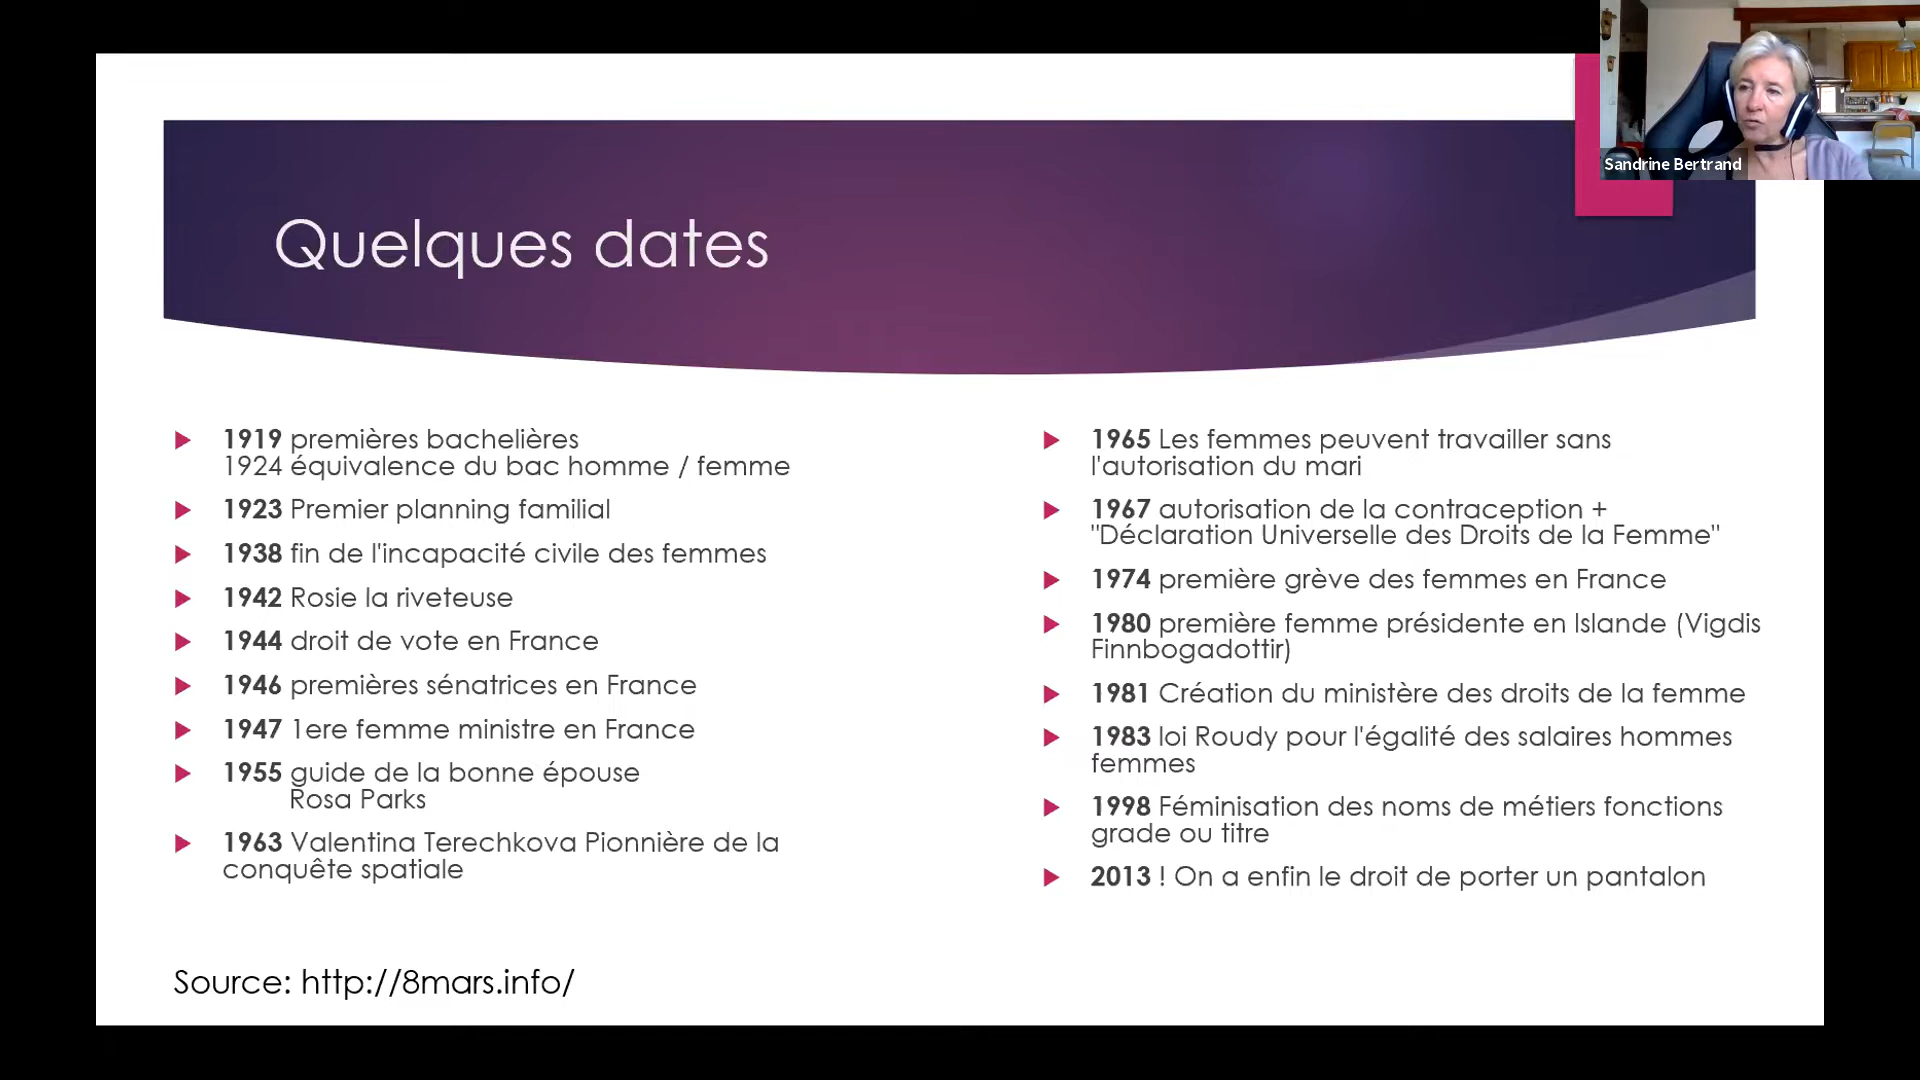 Sandrine Bertrand
Quelques dates
1919 premières bachelières
1924 équivalence du bac homme / femme
1923 Premier planning familial
1938 fin de l'incapacité civile des femmes
1942 Rosie la riveteuse
1944 droit de vote en France
1946 premières sénatrices en France
1947 1ere femme ministre en France
1955 guide de la bonne épouse
Rosa Parks
1963 Valentina Terechkova Pionnière de la
conquête spatiale
1965 Les femmes peuvent travailler sans
l'autorisation du mari
1967 autorisation de la contraception +
"Déclaration Universelle des Droits de la Femme"
1974 première grève des femmes en France
1980 première femme présidente en Islande (Vigdis
Finnbogadottir)
1981 Création du ministère des droits de la femme
1983 loi Roudy pour l'égalité des salaires hommes
femmes
1998 Féminisation des noms de métiers fonctions
grade ou titre
2013 ! On a enfin le droit de porter un pantalon
Source: http://8mars.info/